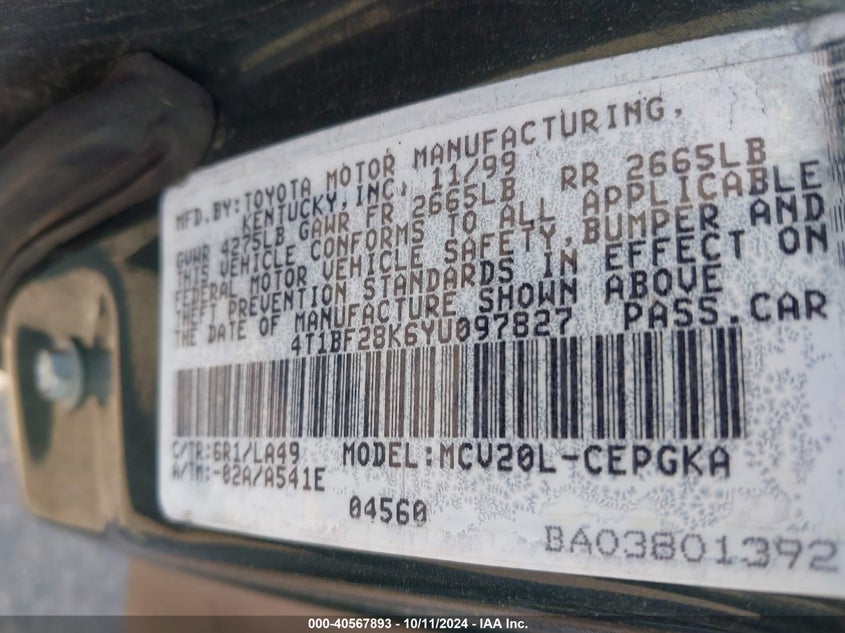 MFD.BY:TOYOTA MOTOR MANUFACTURING,
KENTUCKY,INC. 11/99
GVWR 4275LB GAWR FR 2665LB RR 2665LB
THIS VEHICLE CONFORMS TO ALL APPLICABLE
FEDERAL MOTOR VEHICLE SAFETY,BUMPER AND
THEFT PREVENTION STANDARDS IN EFFECT ON
THE DATE OF MANUFACTURE SHOWN ABOVE
4T1BF28K6YU097827 PASS.CAR
C/TR:6R1/LA49 MODEL:MCV20L-CEPGKA
A/TM:-02A/A541E
04560
BA03801392
000-40567893 - 10/11/2024 - IAA Inc.